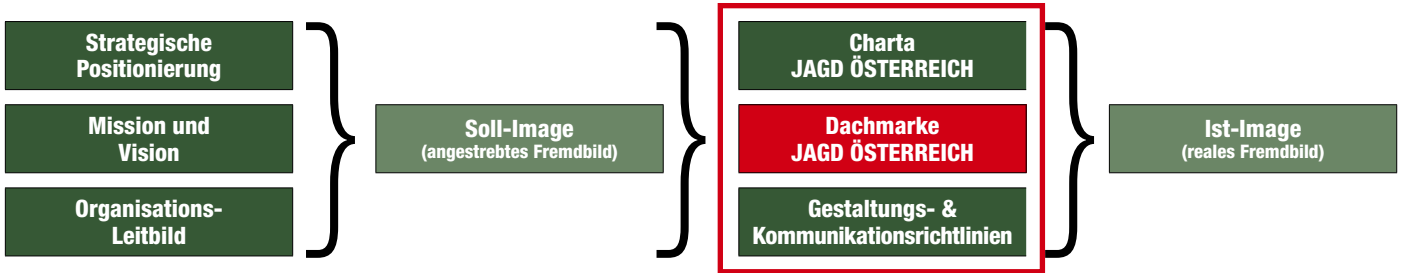 Strategische
Positionierung
Mission und
Vision
Organisations-
Leitbild
Soll-Image
(angestrebtes Fremdbild)
Charta
JAGD ÖSTERREICH
Dachmarke
JAGD ÖSTERREICH
Gestaltungs- &
Kommunikationsrichtlinien
Ist-Image
(reales Fremdbild)